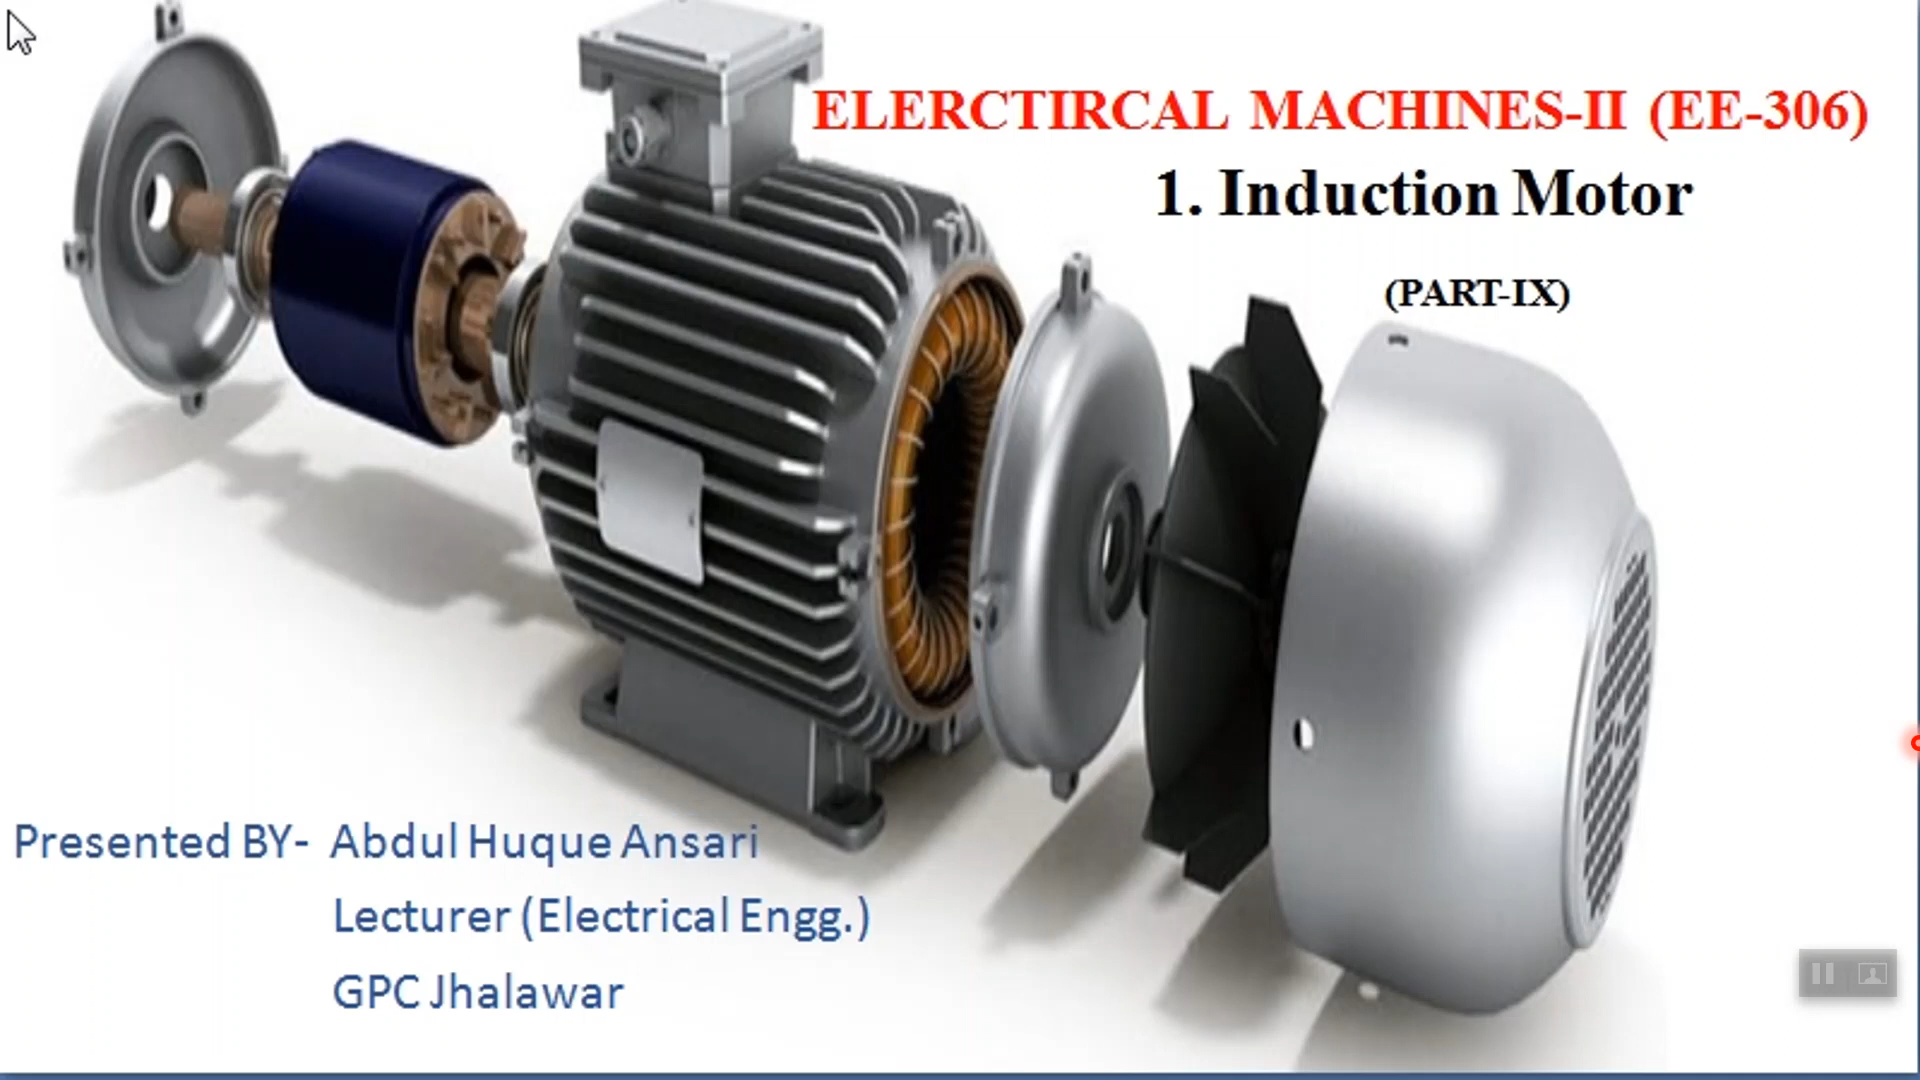 ELERCTIRCAL MACHINES-II (EE-306)
1. Induction Motor
(PART-IX)
Presented BY- Abdul Huque Ansari
Lecturer (Electrical Engg.)
GPC Jhalawar